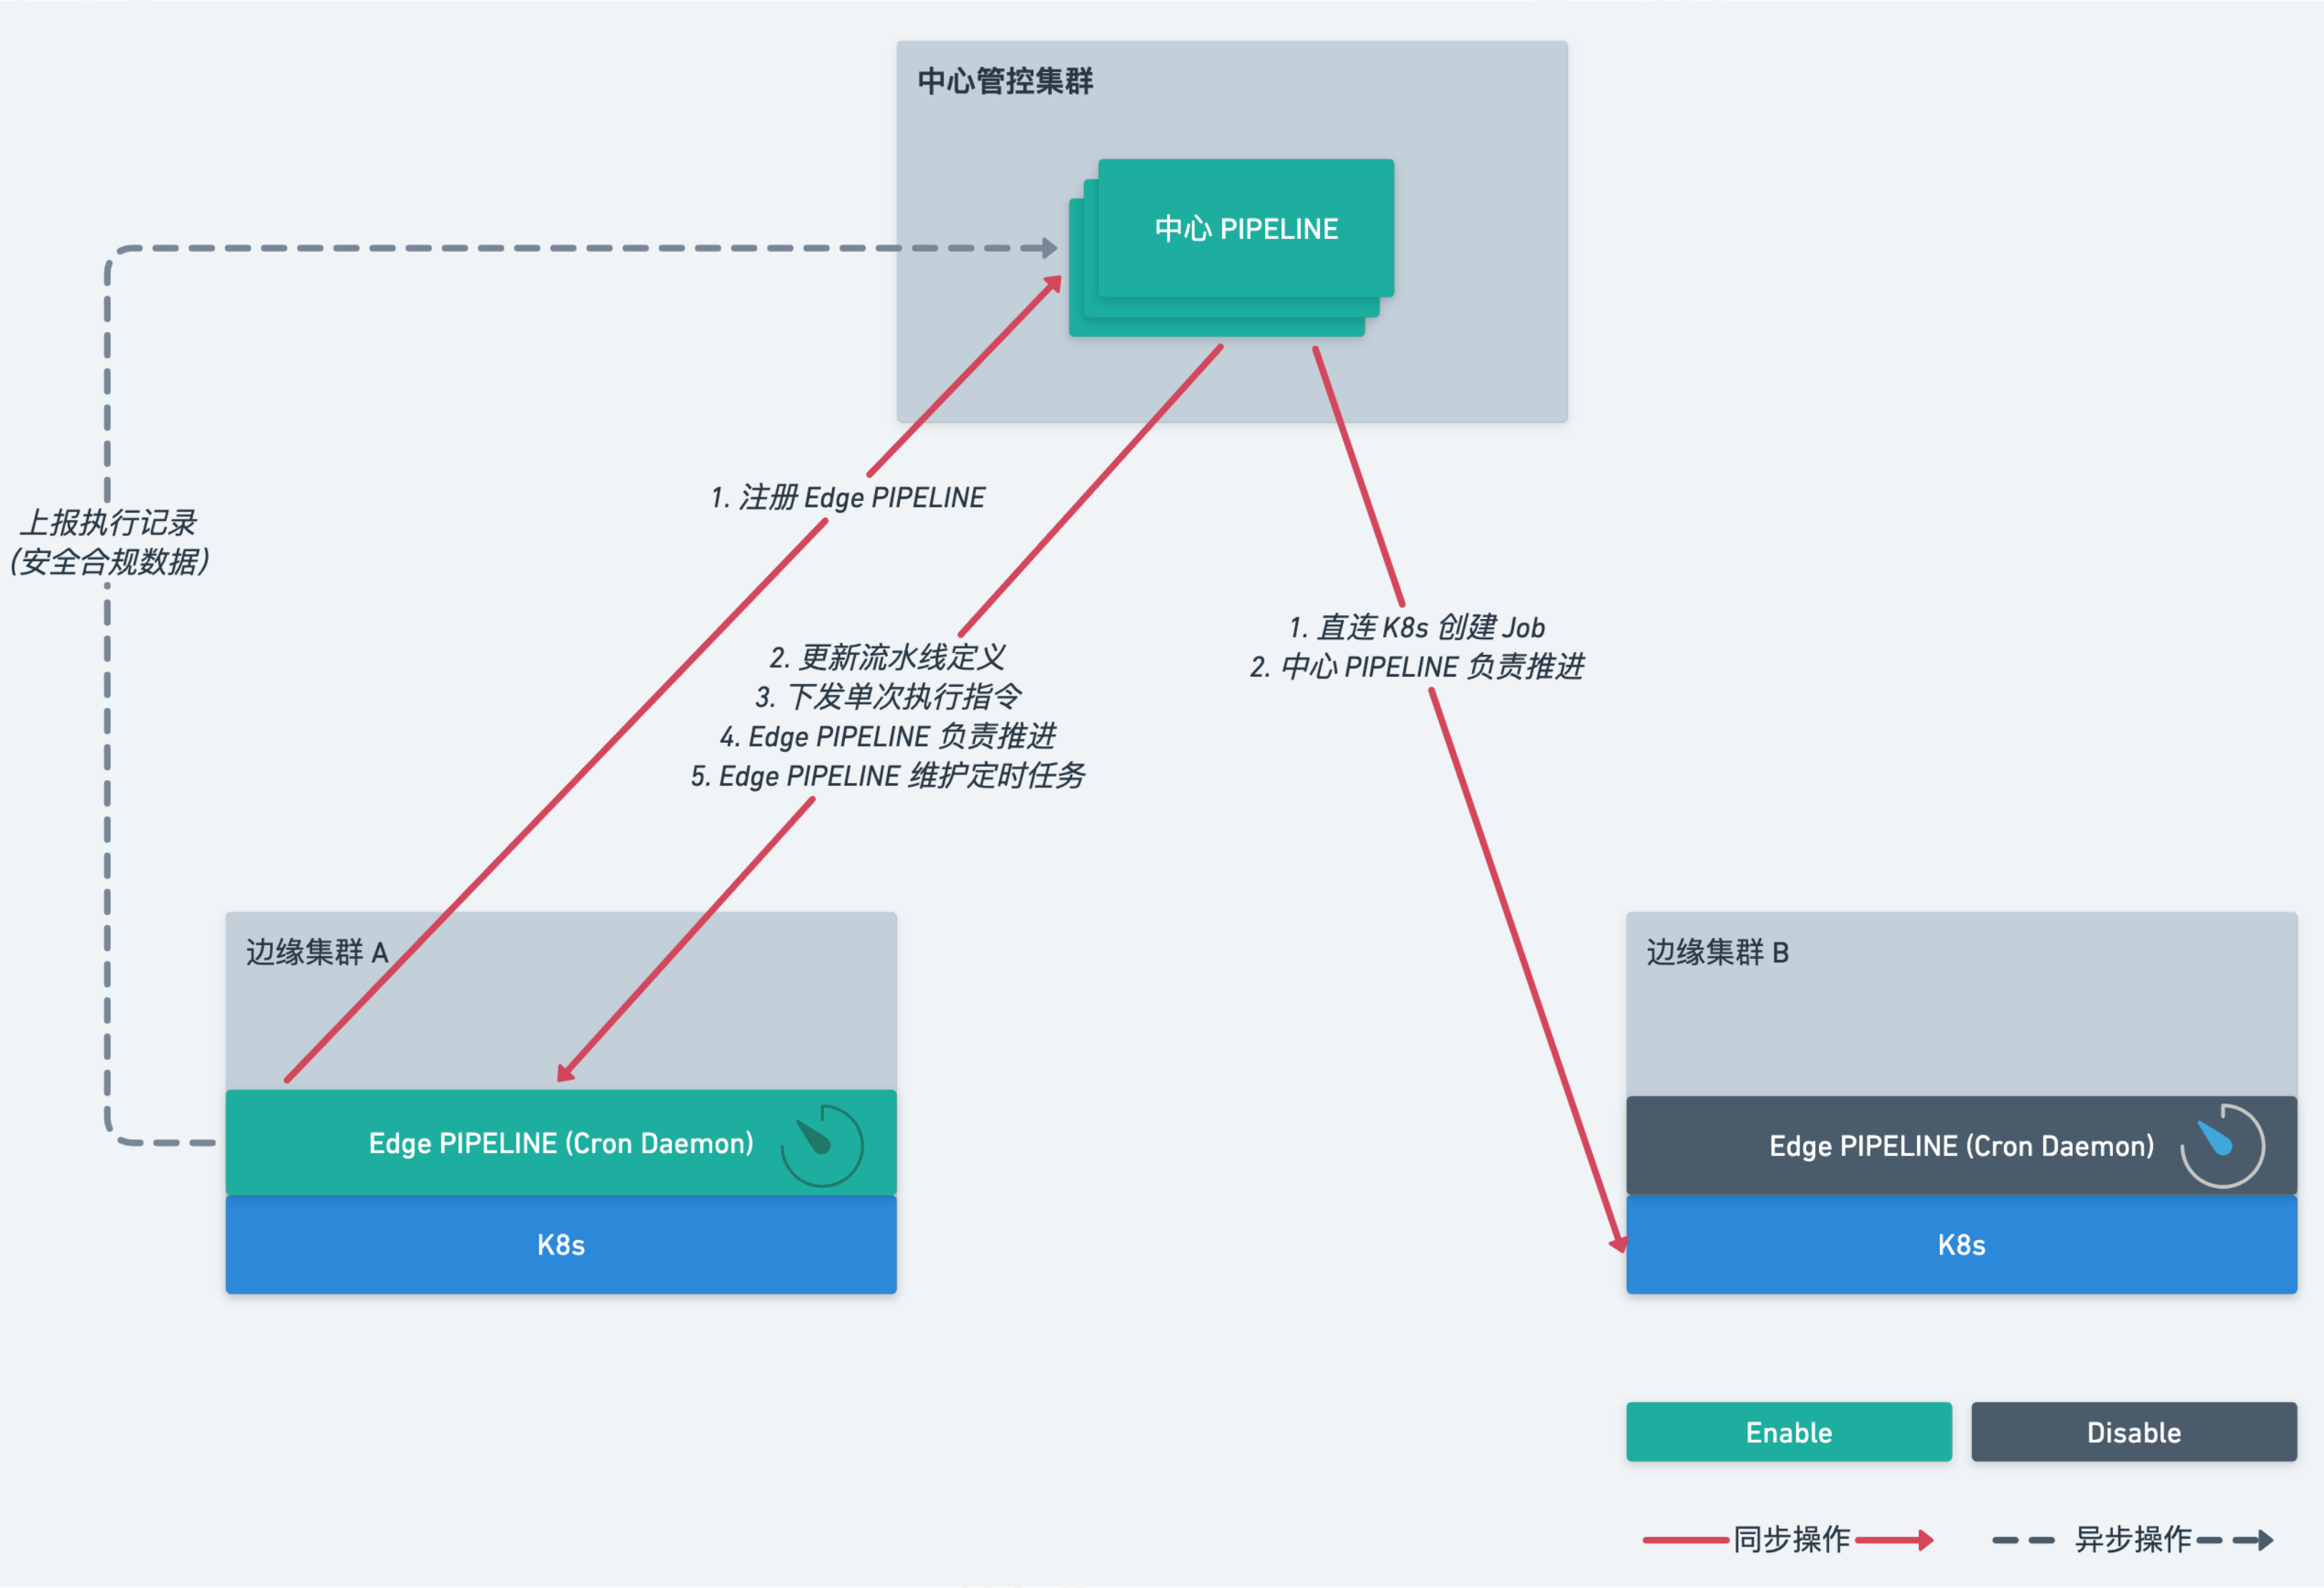 中心管控集群
中心 PIPELINE
1. 注册 Edge PIPELINE
上报执行记录
(安全合规数据)
2. 更新流水线定义
3. 下发单次执行指令
4. Edge PIPELINE 负责推进
5. Edge PIPELINE 维护定时任务
1. 直连 K8s 创建 Job
2. 中心 PIPELINE 负责推进
边缘集群 A
Edge PIPELINE (Cron Daemon)
K8s
边缘集群 B
Edge PIPELINE (Cron Daemon)
K8s
Enable
Disable
同步操作
异步操作